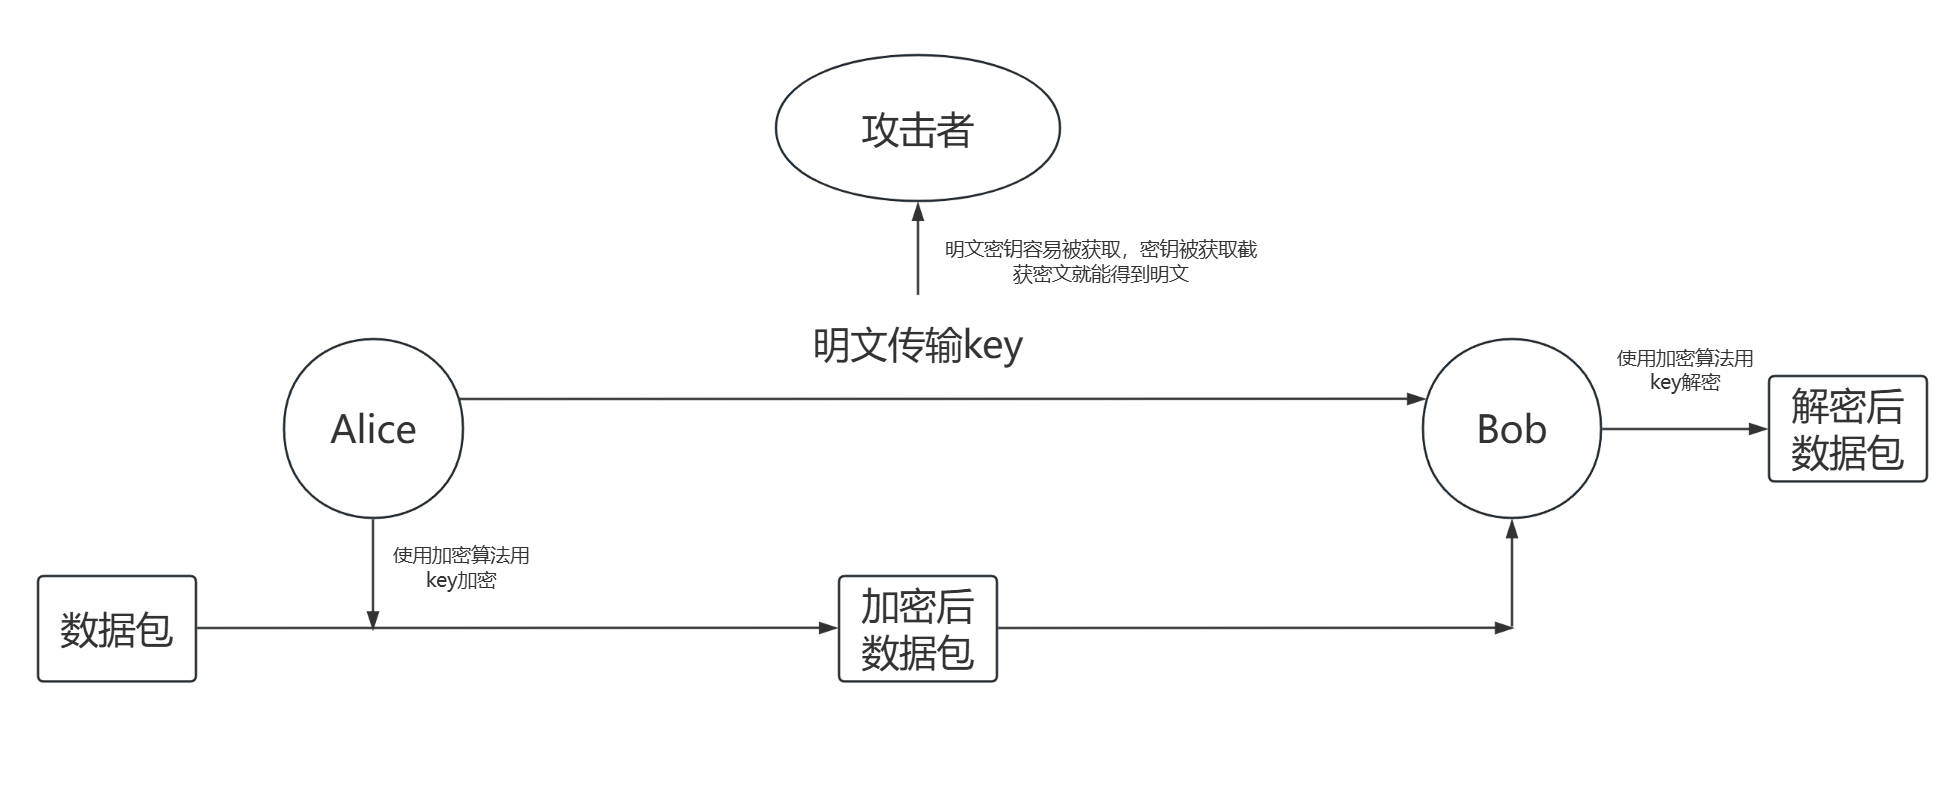 攻击者
明文密钥容易被获取，密钥被获取截
获密文就能得到明文
明文传输key
Alice
Bob
使用加密算法用
key解密
解密后
数据包
使用加密算法用
key加密
数据包
加密后
数据包